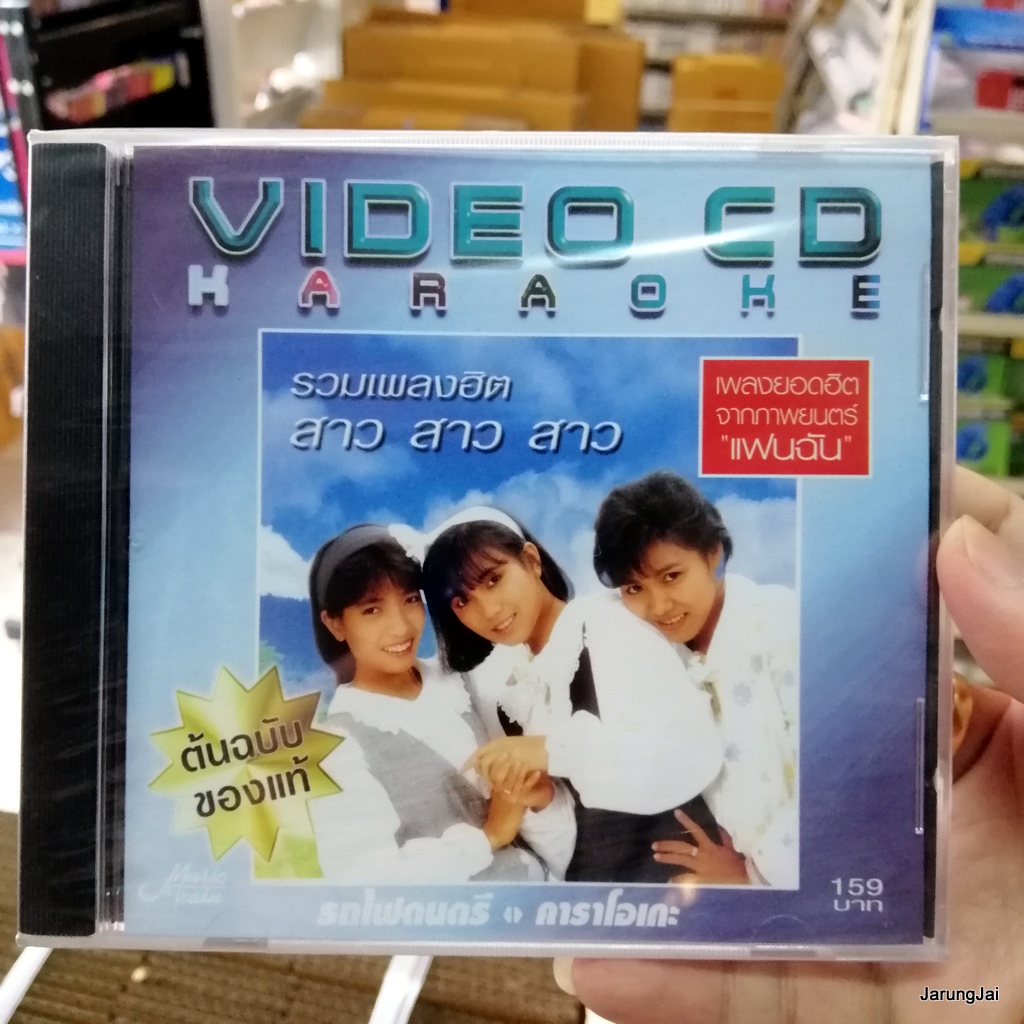 VIDEO CD
KARAOKE
รวมเพลงฮิต
สาว สาว สาว
เพลงยอดฮิต
จากภาพยนตร์
"แฟนฉัน"
ต้นฉบับ
ของแท้
Music
Train
รถไฟดนตรี คาราโอเกะ
159
บาท
JarungJai